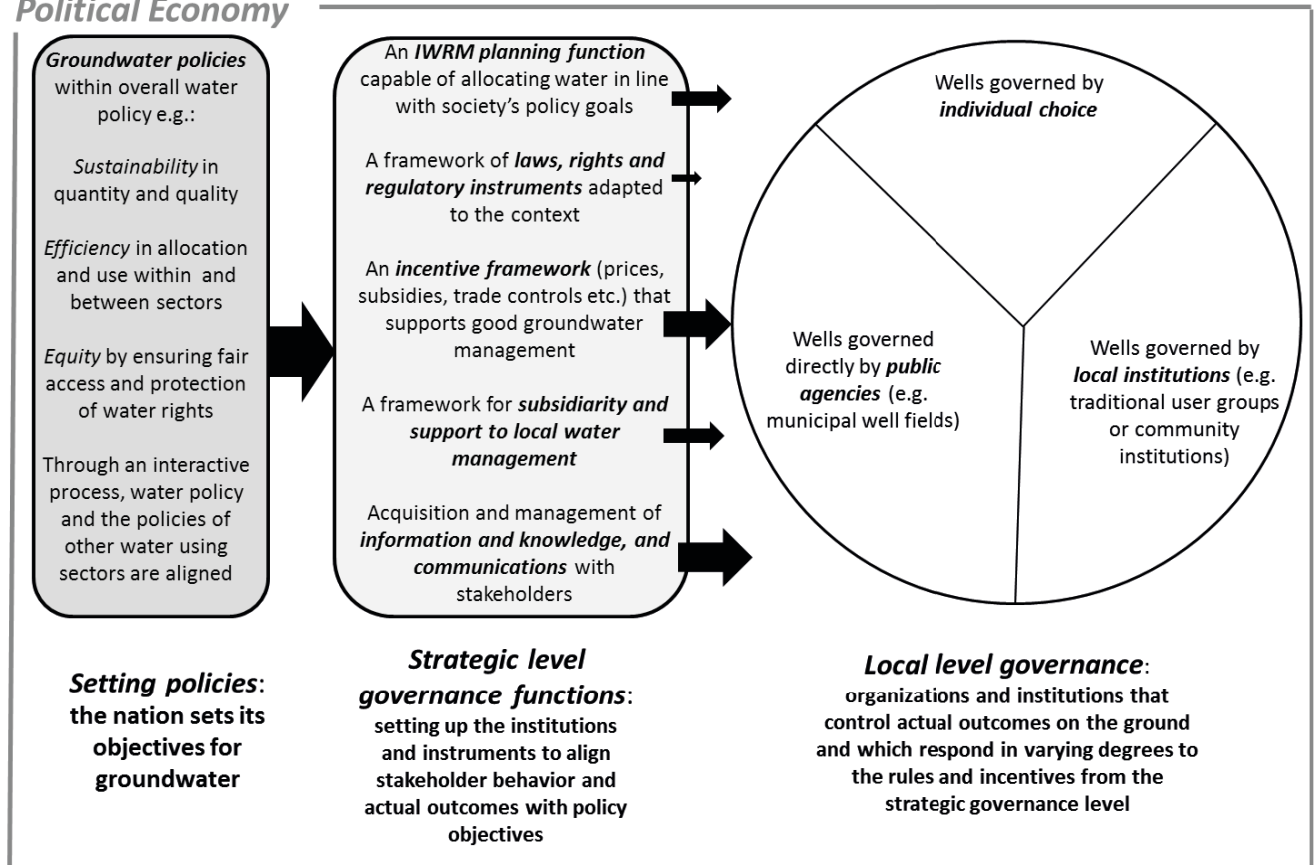 Political Economy
Groundwater policies
within overall water
policy e.g.:
Sustainability in
quantity and quality
Efficiency in allocation
and use within and
between sectors
Equity by ensuring fair
access and protection
of water rights
Through an interactive
process, water policy
and the policies of
other water using
sectors are aligned
An IWRM planning function
capable of allocating water in line
with society's policy goals
A framework of laws, rights and
regulatory instruments adapted
to the context
An incentive framework (prices,
subsidies, trade controls etc.) that
supports good groundwater
management
A framework for subsidiarity and
support to local water
management
Acquisition and management of
information and knowledge, and
communications with
stakeholders
Wells governed by
individual choice
Wells governed
directly by public
agencies (e.g.
municipal well fields)
Wells governed by
local institutions (e.g.
traditional user groups
or community
institutions)
Setting policies:
the nation sets its
objectives for
groundwater
Strategic level
governance functions:
setting up the institutions
and instruments to align
stakeholder behavior and
actual outcomes with policy
objectives
Local level governance:
organizations and institutions that
control actual outcomes on the ground
and which respond in varying degrees to
the rules and incentives from the
strategic governance level